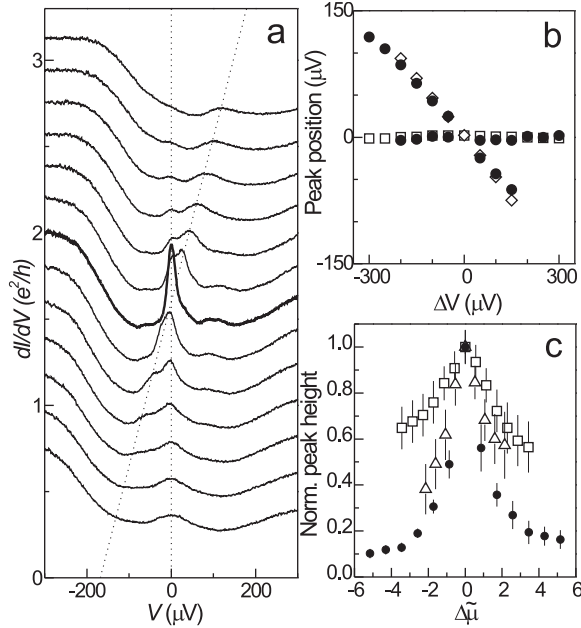 a
3
2
1
0
dI/dV (e²/h)
-200
0
200
V (μV)
b
150
0
-150
Peak position (μV)
-300
0
300
ΔV (μV)
c
1.0
0.8
0.6
0.4
0.2
0.0
Norm. peak height
-6
-4
-2
0
2
4
6
Δμ̃